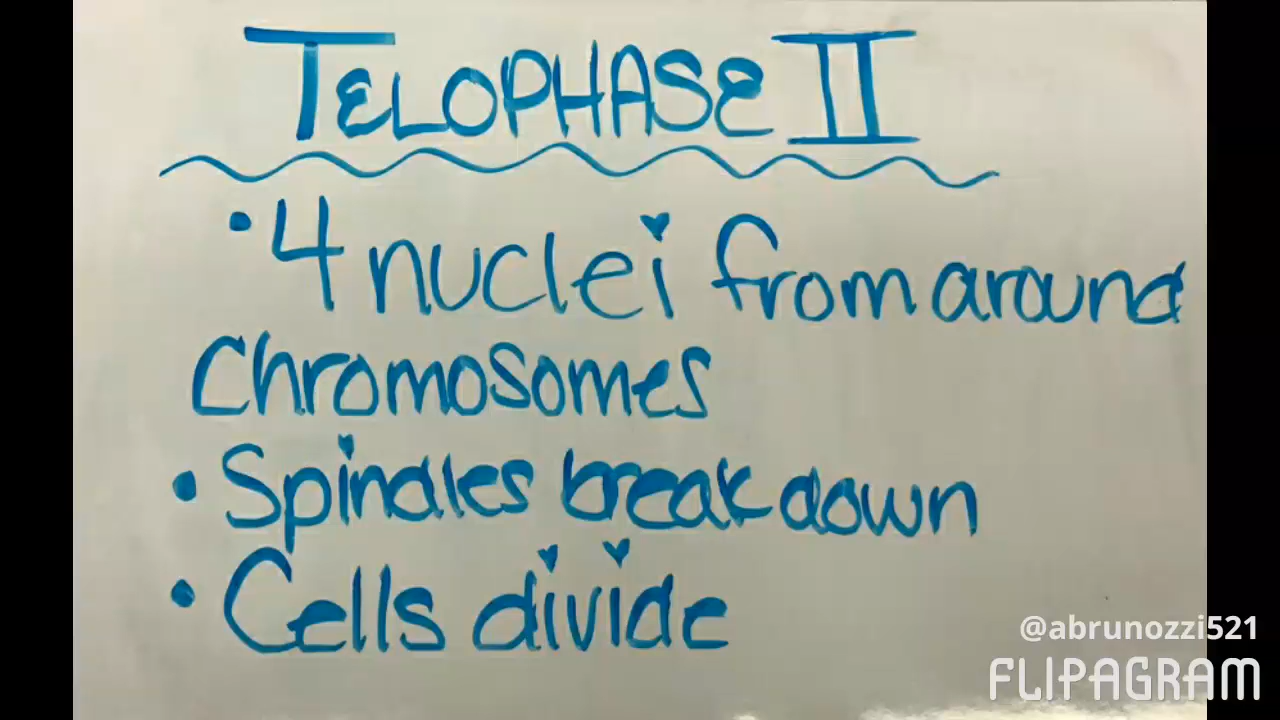 TELOPHASE II
• 4 nuclei from around
Chromosomes
• Spindles break down
• Cells divide
@abrunozzi521
FLIPAGRAM